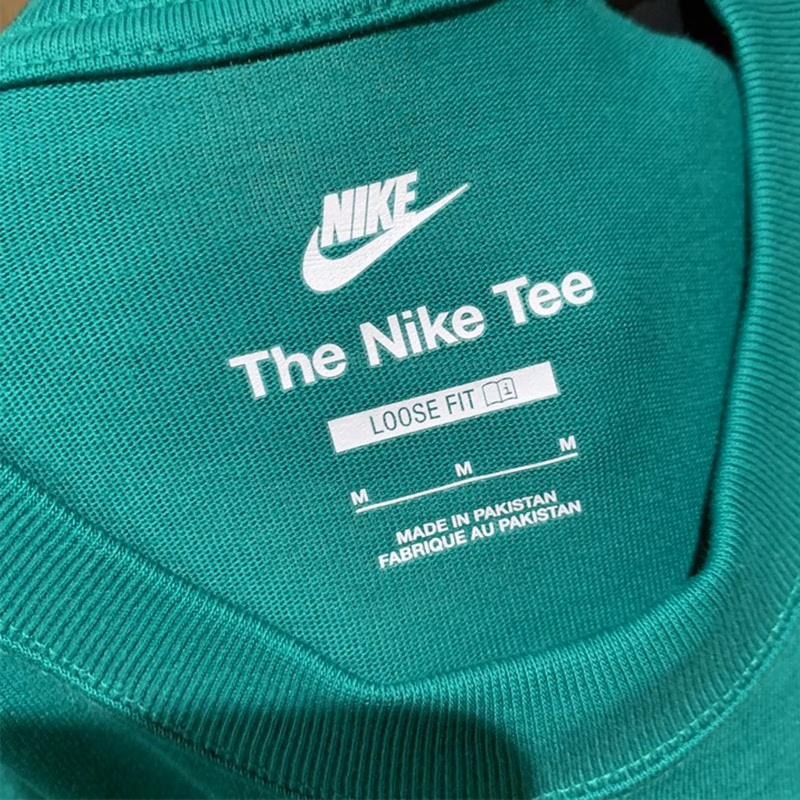 NIKE
The Nike Tee
LOOSE FIT
M M M
MADE IN PAKISTAN
FABRIQUE AU PAKISTAN